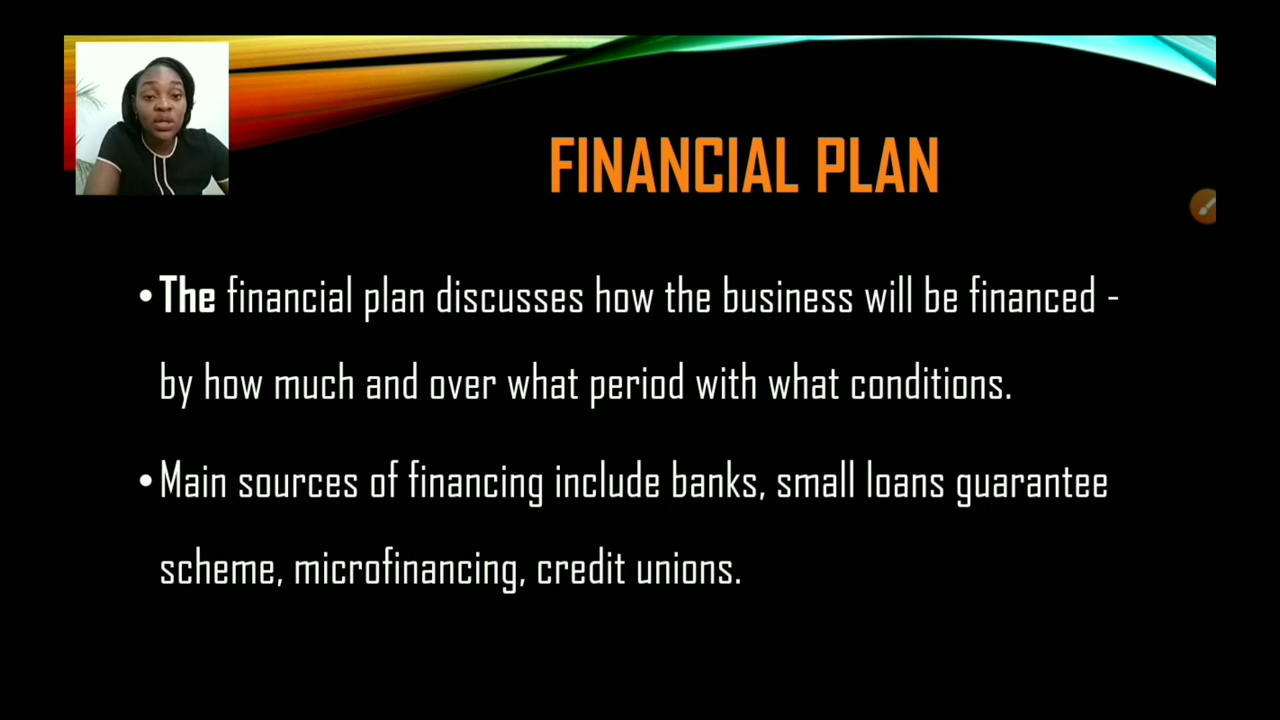 FINANCIAL PLAN
• The financial plan discusses how the business will be financed -
by how much and over what period with what conditions.
• Main sources of financing include banks, small loans guarantee
scheme, microfinancing, credit unions.